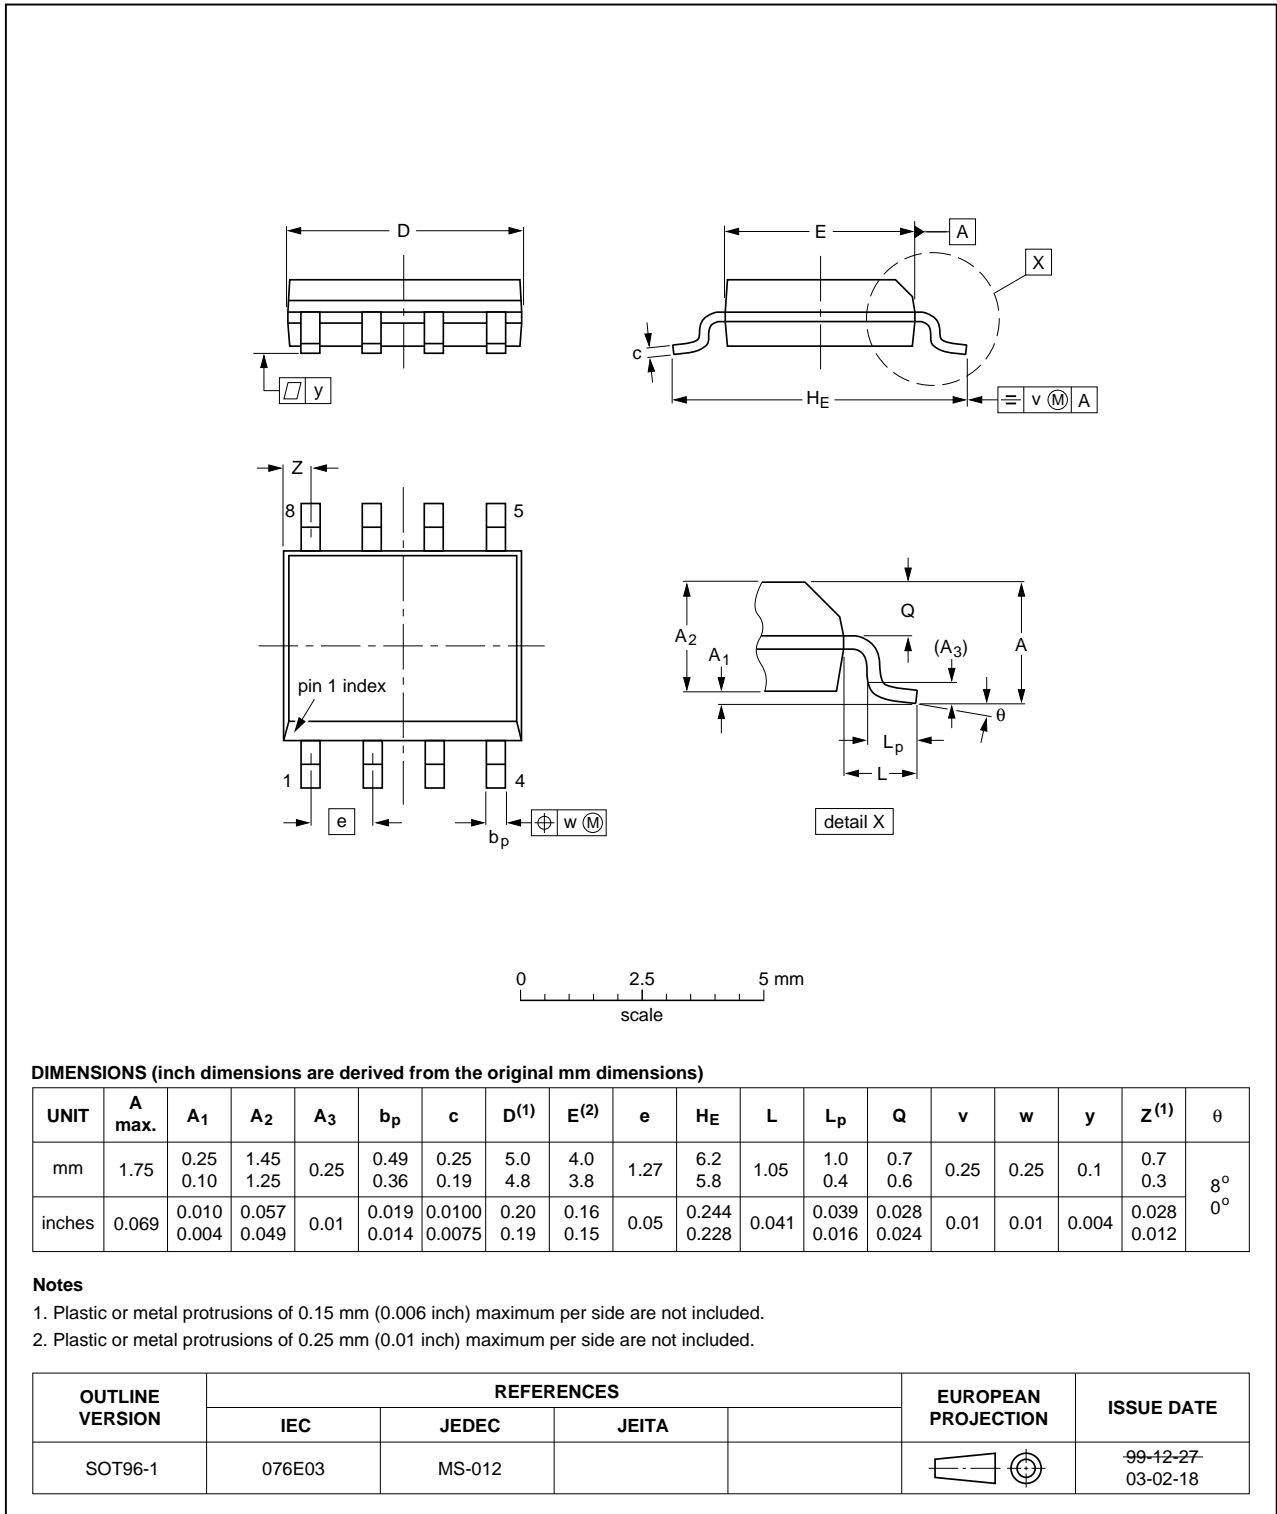 D
E
A
X
y
c
HE
v M A
Z
8
5
pin 1 index
1
4
e
bp
w M
A2
A1
Q
(A3)
A
θ
Lp
L
detail X
0 2.5 5 mm
scale
DIMENSIONS (inch dimensions are derived from the original mm dimensions)
UNIT A max. A1 A2 A3 bp c D(1) E(2) e HE L Lp Q v w y Z(1) θ
mm 1.75 0.25 0.10 1.45 1.25 0.25 0.49 0.36 0.25 0.19 5.0 4.8 4.0 3.8 1.27 6.2 5.8 1.05 1.0 0.4 0.7 0.6 0.25 0.25 0.1 0.7 0.3 8o 0o
inches 0.069 0.010 0.004 0.057 0.049 0.01 0.019 0.014 0.0100 0.0075 0.20 0.19 0.16 0.15 0.05 0.244 0.228 0.041 0.039 0.016 0.028 0.024 0.01 0.01 0.004 0.028 0.012
Notes
1. Plastic or metal protrusions of 0.15 mm (0.006 inch) maximum per side are not included.
2. Plastic or metal protrusions of 0.25 mm (0.01 inch) maximum per side are not included.
OUTLINE VERSION
REFERENCES
IEC JEDEC JEITA
EUROPEAN PROJECTION
ISSUE DATE
SOT96-1 076E03 MS-012
99-12-27
03-02-18